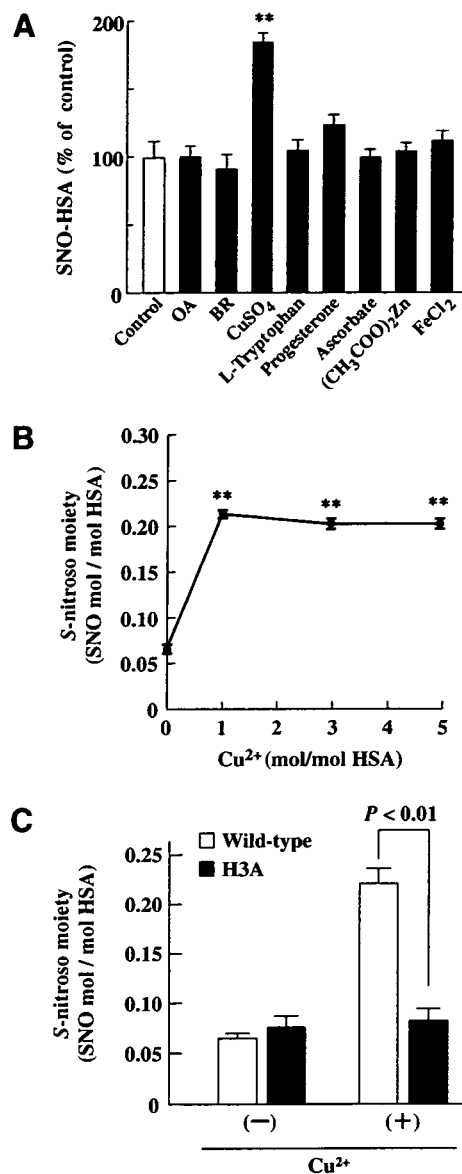 A
SNO-HSA (% of control)
200
100
0
**
Control
OA
BR
CuSO4
L-Tryptophan
Progesterone
Ascorbate
(CH3COO)2Zn
FeCl2
B
S-nitroso moiety
(SNO mol / mol HSA)
0.30
0.25
0.20
0.15
0.10
0.05
0
** ** **
0 1 2 3 4 5
Cu2+ (mol/mol HSA)
C
P < 0.01
Wild-type
H3A
S-nitroso moiety
(SNO mol / mol HSA)
0.25
0.20
0.15
0.10
0.05
0
(−) (+)
Cu2+